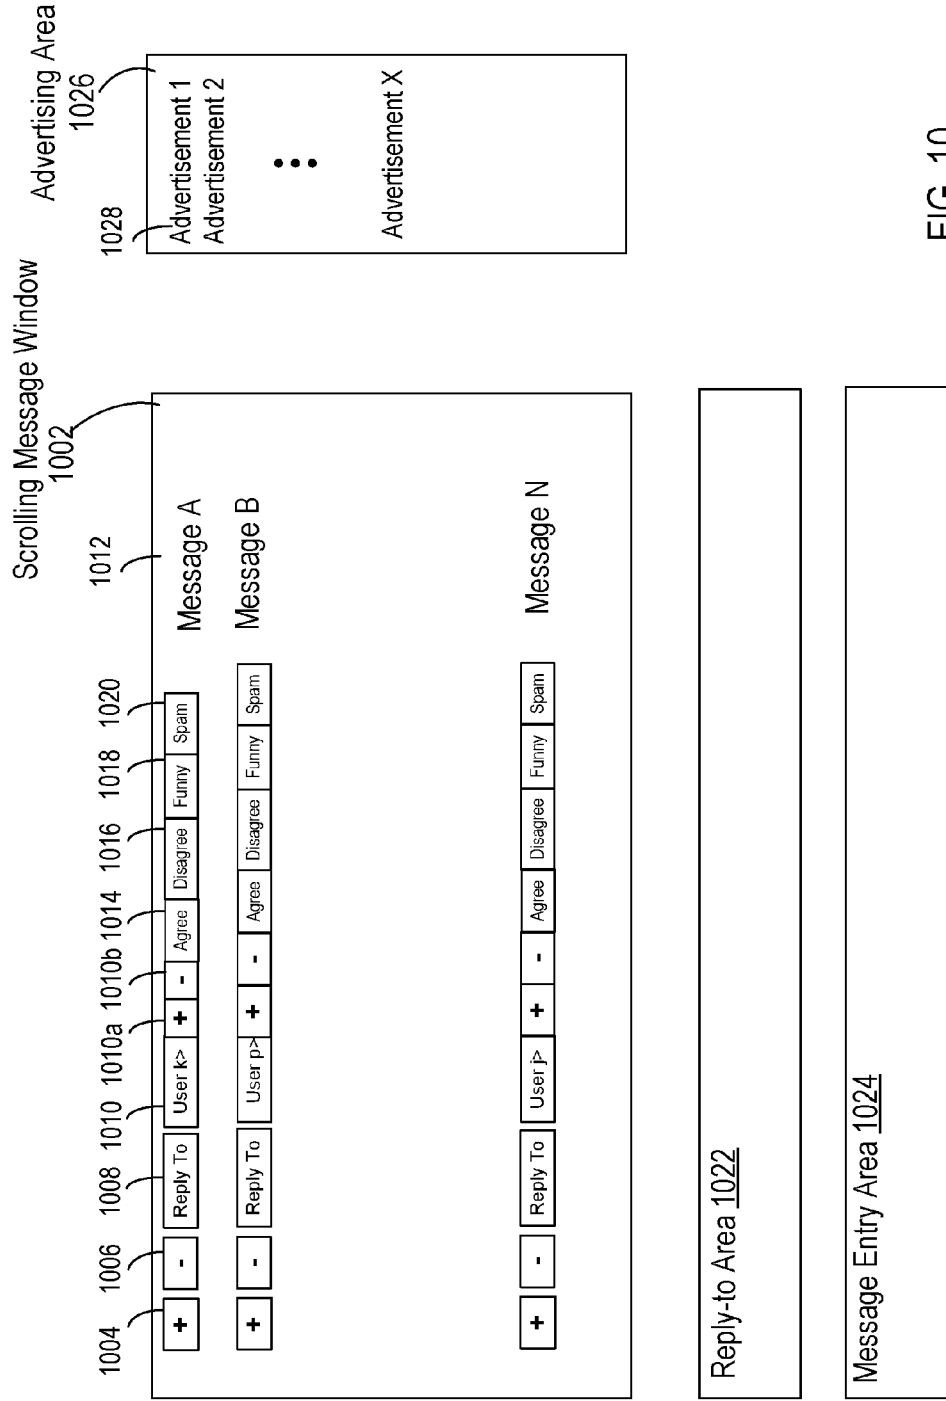 Scrolling Message Window
1002
Advertising Area
1026
1004 1006 1008 1010 1010a 1010b 1014 1016 1018 1020 1012
1028
+ - Reply To User k> + - Agree Disagree Funny Spam Message A
+ - Reply To User p> + - Agree Disagree Funny Spam Message B
+ - Reply To User j> + - Agree Disagree Funny Spam Message N
Advertisement 1
Advertisement 2
•••
Advertisement X
Reply-to Area 1022
Message Entry Area 1024
FIG. 10